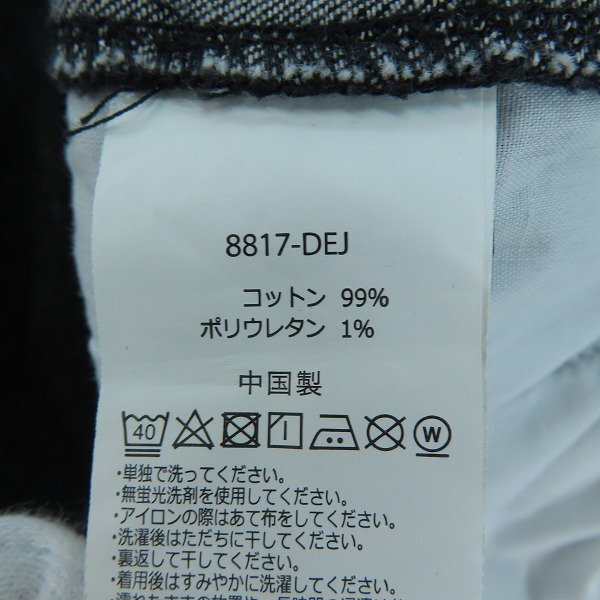 8817-DEJ
コットン 99%
ポリウレタン 1%
中国製
40 W
・単独で洗ってください。
・無蛍光洗剤を使用してください。
・アイロンの際はあて布をしてください。
・洗濯後はただちに干してください。
・裏返して干してください。
・着用後はすみやかに洗濯してください。